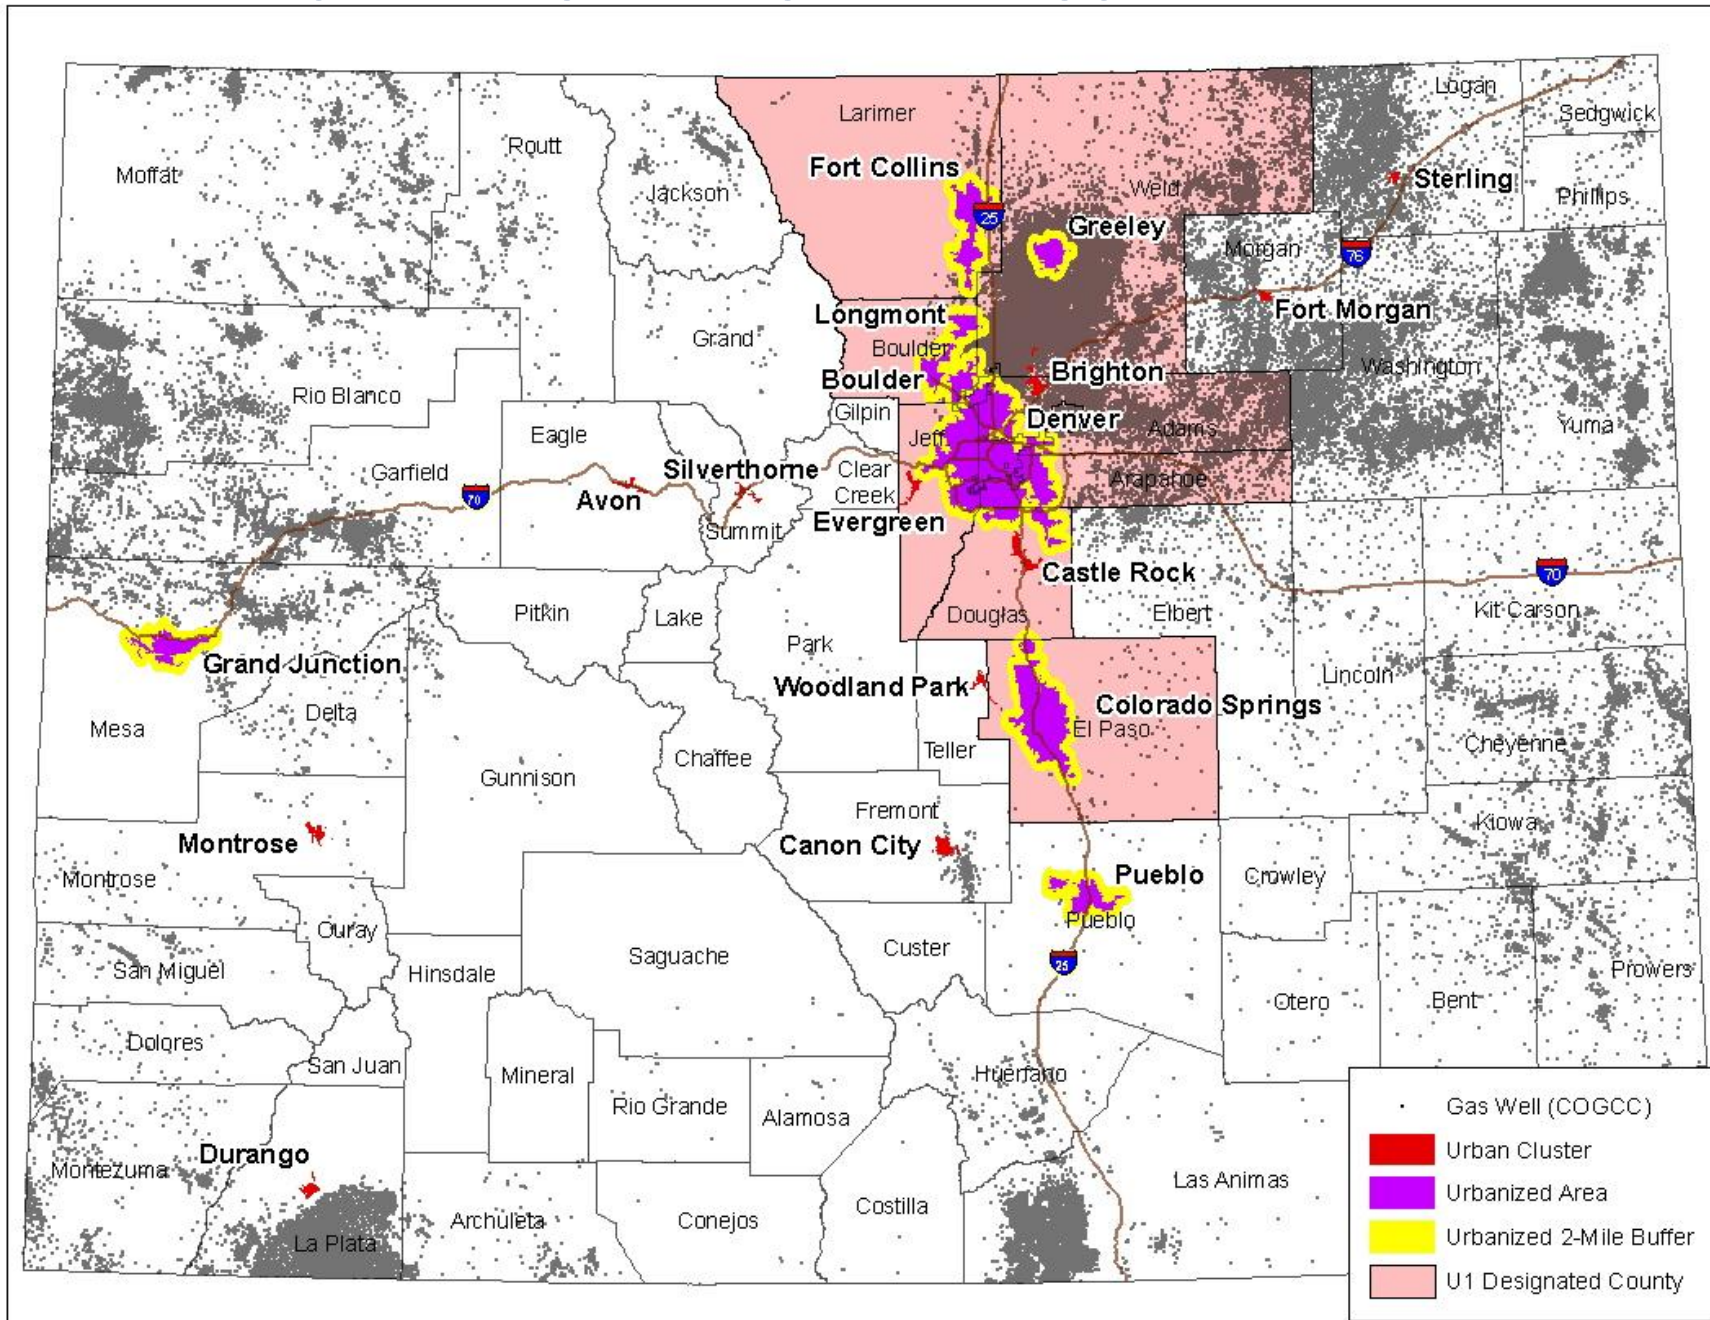 Larimer
Logan
Sedgwick
Routt
Moffat
Jackson
Fort Collins
Weld
Sterling
Phillips
25
Greeley
Morgan
76
Fort Morgan
Longmont
Grand
Boulder
Washington
Boulder
Brighton
Rio Blanco
Gilpin
Denver
Yuma
Eagle
Jeff
Adams
Garfield
Silverthorne
Clear
Creek
Arapahoe
70
Avon
Evergreen
Summit
Castle Rock
70
Pitkin
Lake
Douglas
Elbert
Kit Carson
Park
Grand Junction
Woodland Park
Lincoln
Colorado Springs
Delta
Mesa
El Paso
Teller
Cheyenne
Chaffee
Gunnison
Fremont
Kiowa
Montrose
Canon City
Montrose
Pueblo
Crowley
Ouray
Pueblo
Saguache
Custer
San Miguel
Hinsdale
25
Prowers
Otero
Bent
Dolores
San Juan
Mineral
Huerfano
Rio Grande
Alamosa
Durango
Montezuma
Las Animas
Costilla
Archuleta
Conejos
La Plata
Gas Well (COGCC)
Urban Cluster
Urbanized Area
Urbanized 2-Mile Buffer
U1 Designated County